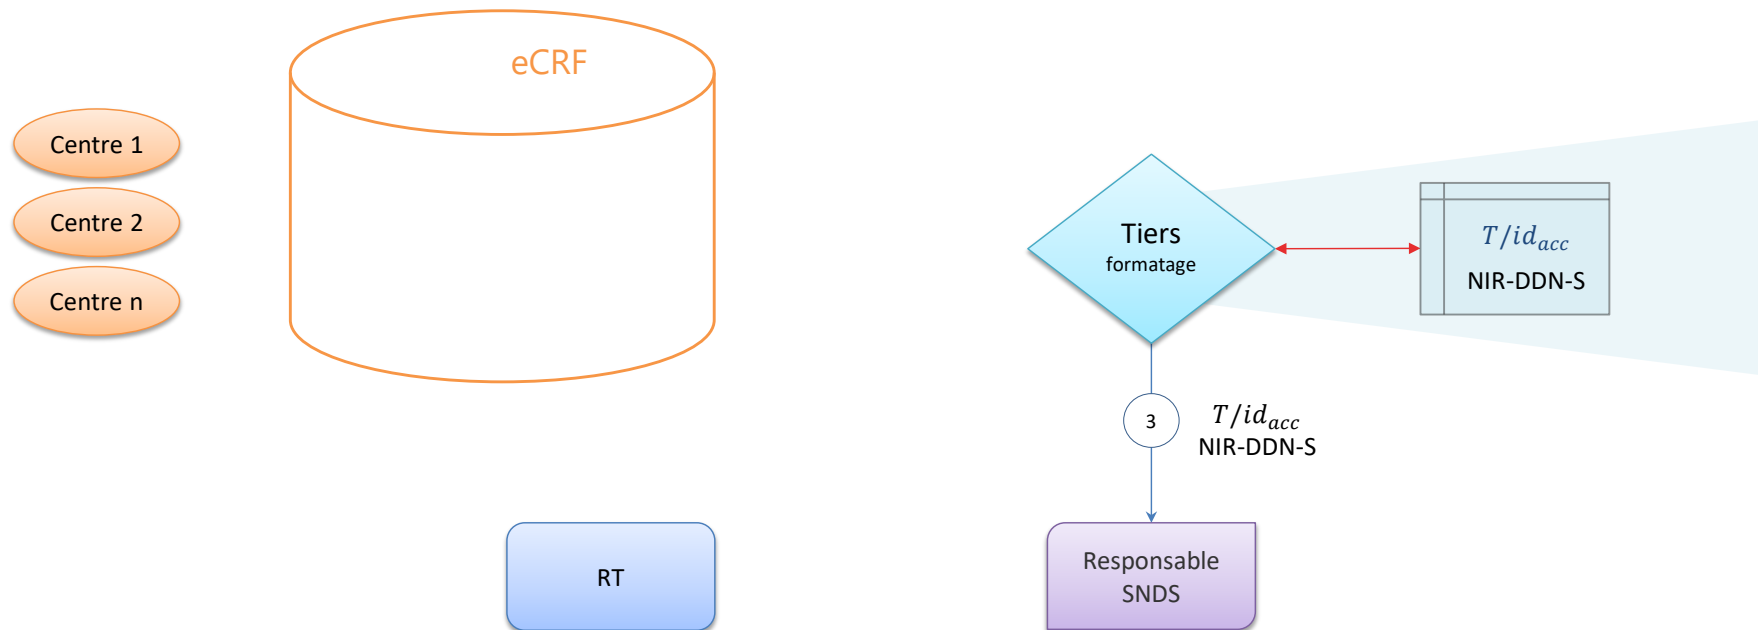 eCRF
Centre 1
Centre 2
Centre n
Tiers
formatage
T/id_acc
NIR-DDN-S
3
T/id_acc
NIR-DDN-S
RT
Responsable
SNDS